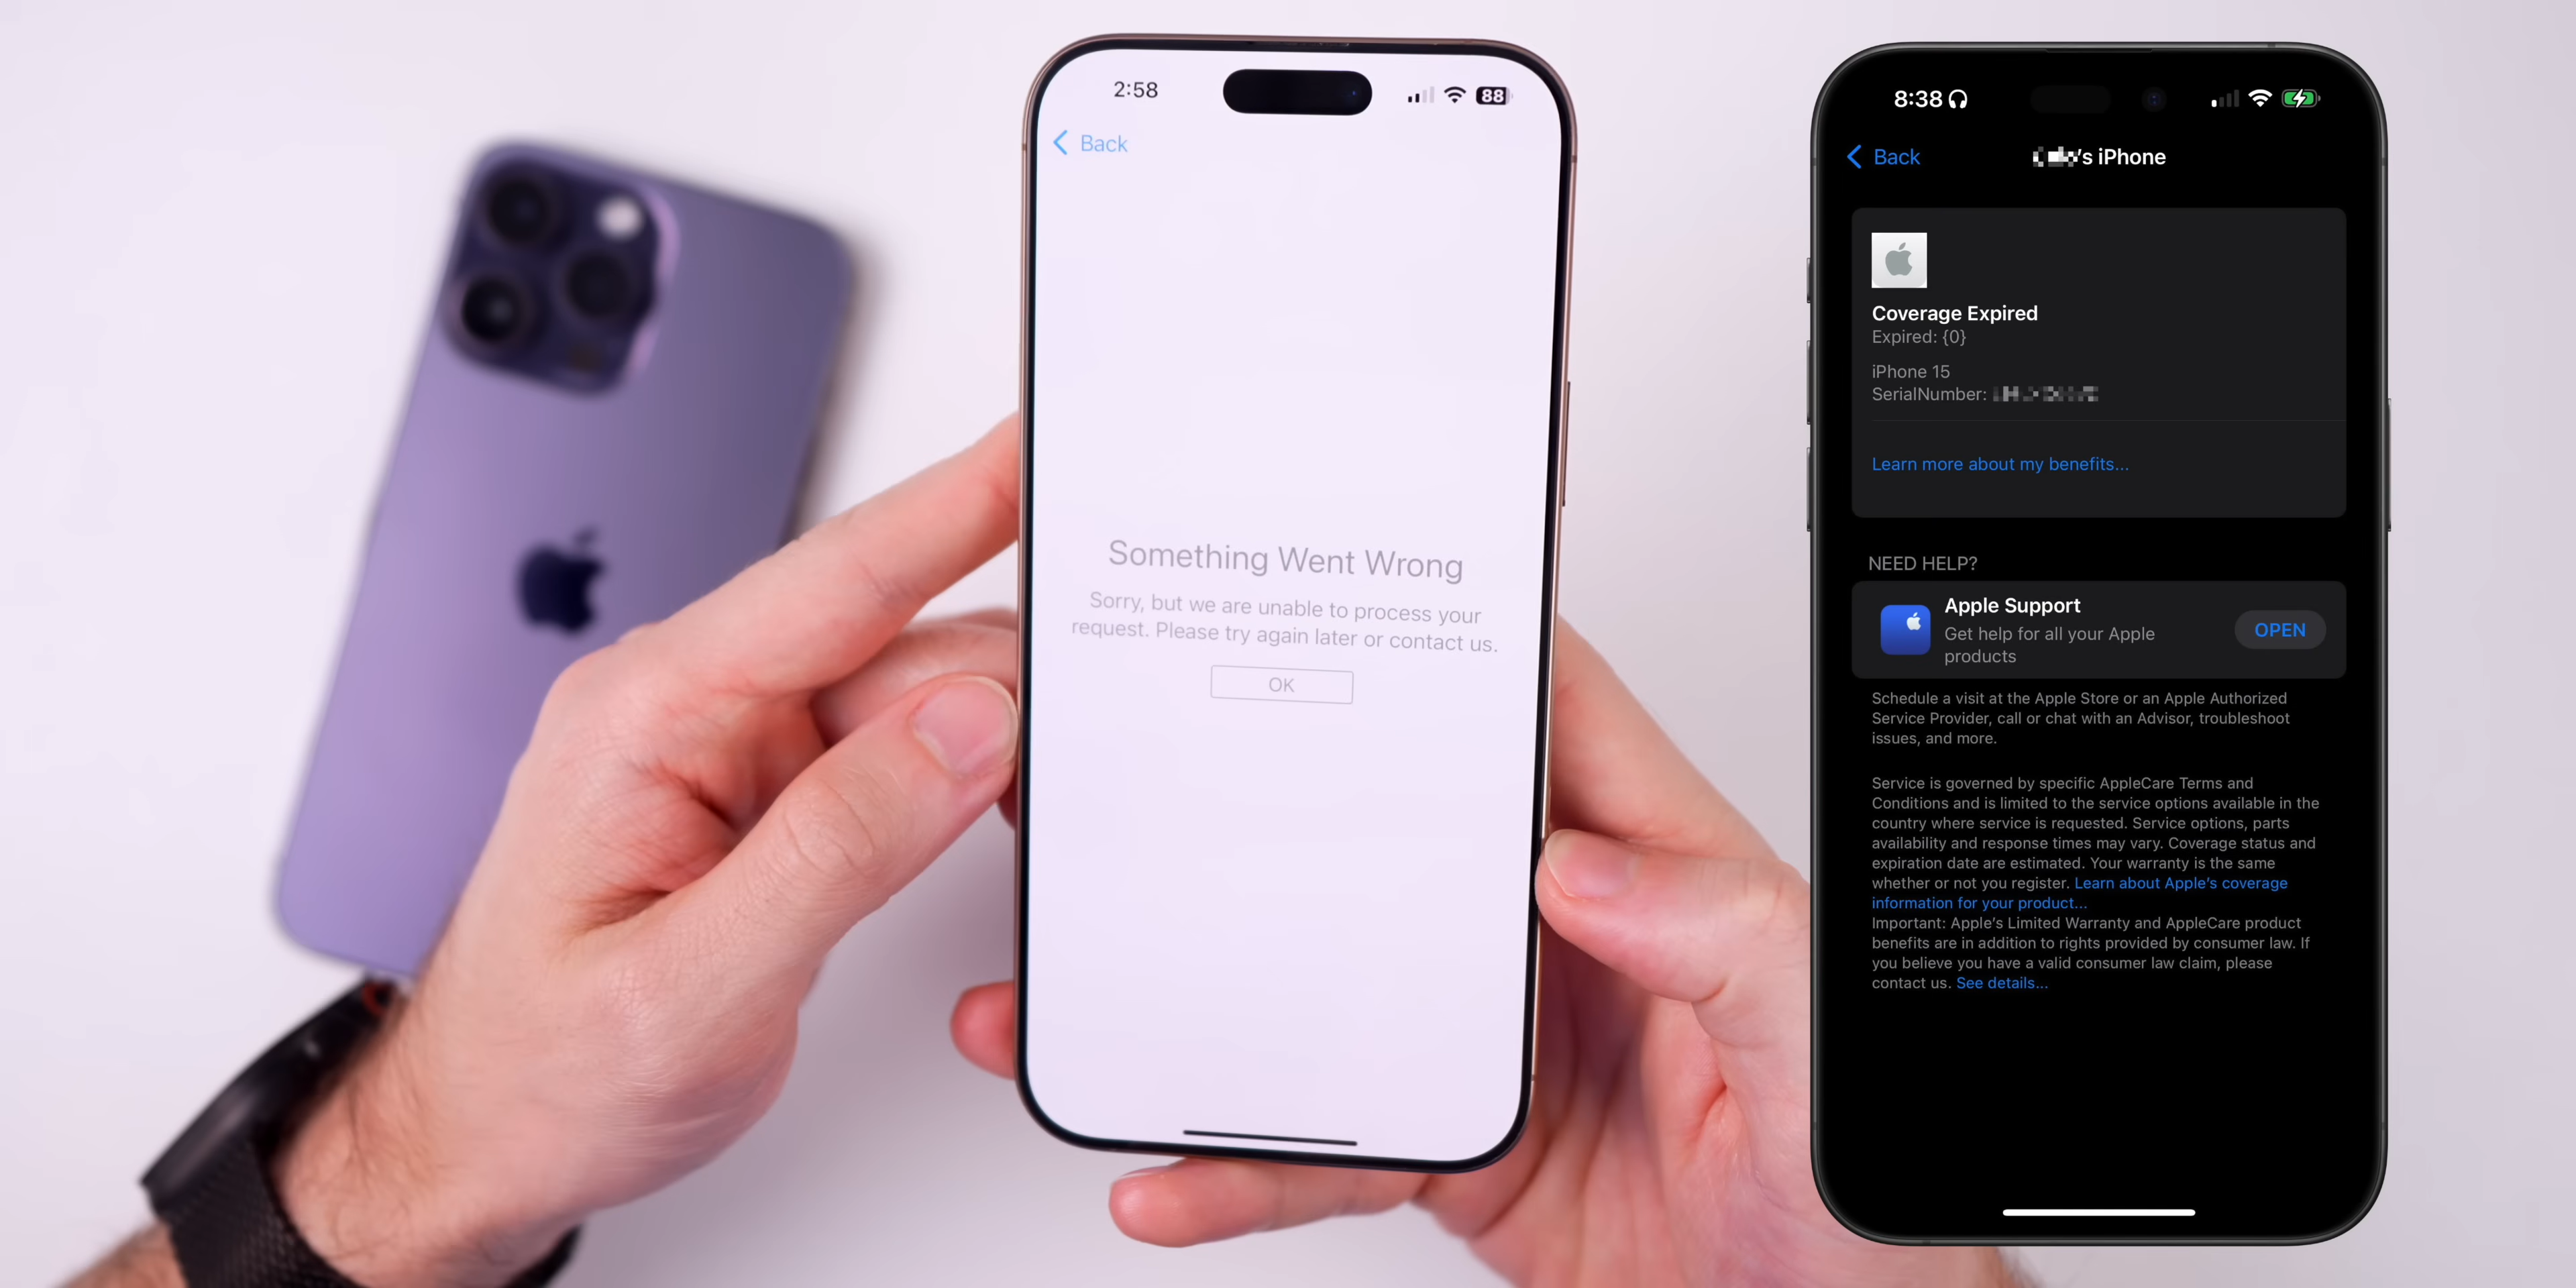 2:58
88
Back
Something Went Wrong
Sorry, but we are unable to process your
request. Please try again later or contact us.
OK
8:38
Back
's iPhone
Coverage Expired
Expired: {0}
iPhone 15
SerialNumber:
Learn more about my benefits...
NEED HELP?
Apple Support
Get help for all your Apple
products
OPEN
Schedule a visit at the Apple Store or an Apple Authorized
Service Provider, call or chat with an Advisor, troubleshoot
issues, and more.
Service is governed by specific AppleCare Terms and
Conditions and is limited to the service options available in the
country where service is requested. Service options, parts
availability and response times may vary. Coverage status and
expiration date are estimated. Your warranty is the same
whether or not you register. Learn about Apple’s coverage
information for your product...
Important: Apple’s Limited Warranty and AppleCare product
benefits are in addition to rights provided by consumer law. If
you believe you have a valid consumer law claim, please
contact us. See details...